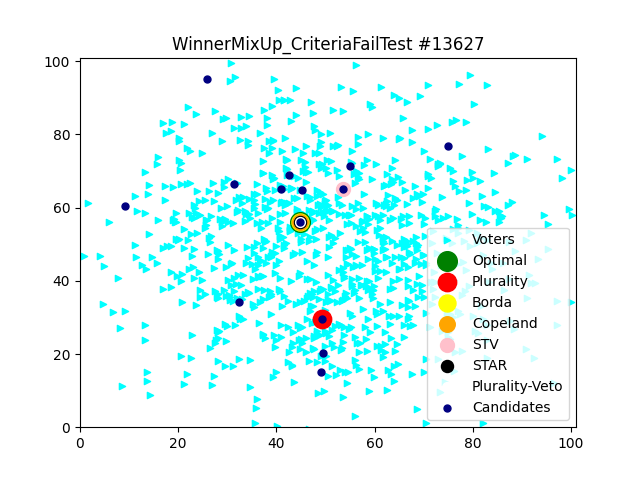 WinnerMixUp_CriteriaFailTest #13627
100
80
60
40
20
0
0
20
40
60
80
100
Voters
Optimal
Plurality
Borda
Copeland
STV
STAR
Plurality-Veto
Candidates